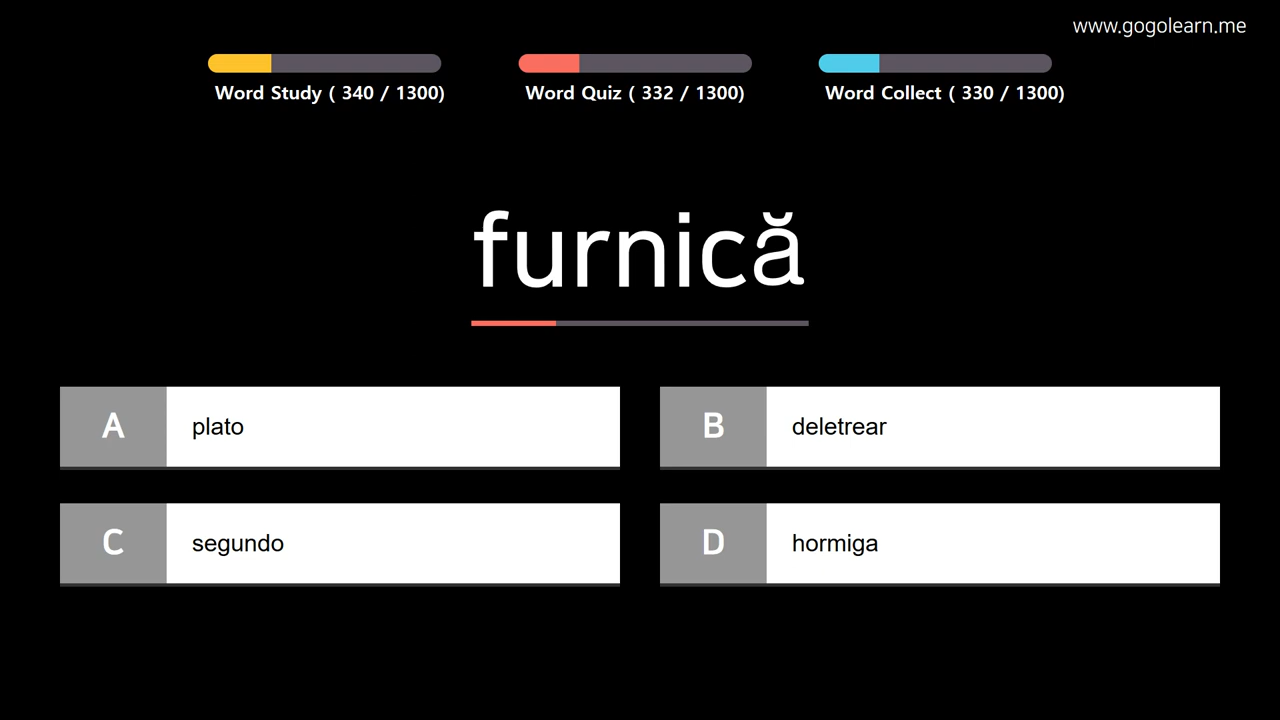 www.gogolearn.me
Word Study ( 340 / 1300)
Word Quiz ( 332 / 1300)
Word Collect ( 330 / 1300)
furnică
A plato
B deletrear
C segundo
D hormiga